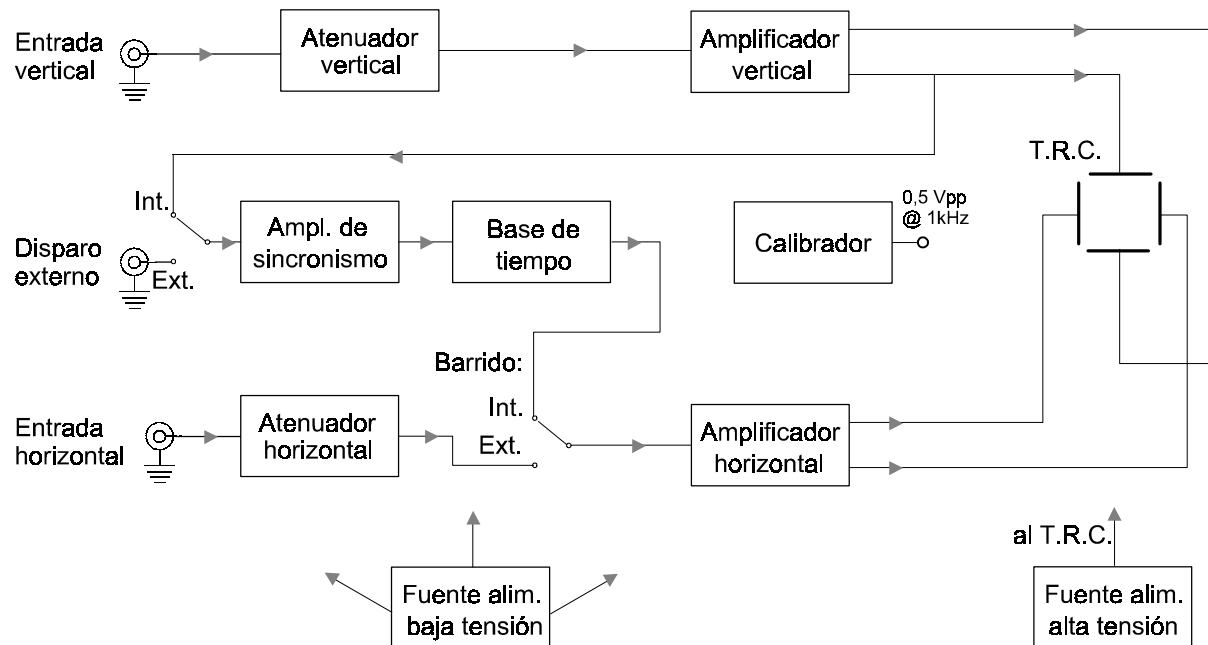 Entrada
vertical
Atenuador
vertical
Amplificador
vertical
T.R.C.
Int.
Disparo
externo
Ext.
Ampl. de
sincronismo
Base de
tiempo
Calibrador
0,5 Vpp
@ 1kHz
Barrido:
Int.
Ext.
Entrada
horizontal
Atenuador
horizontal
Amplificador
horizontal
al T.R.C.
Fuente alim.
baja tensión
Fuente alim.
alta tensión